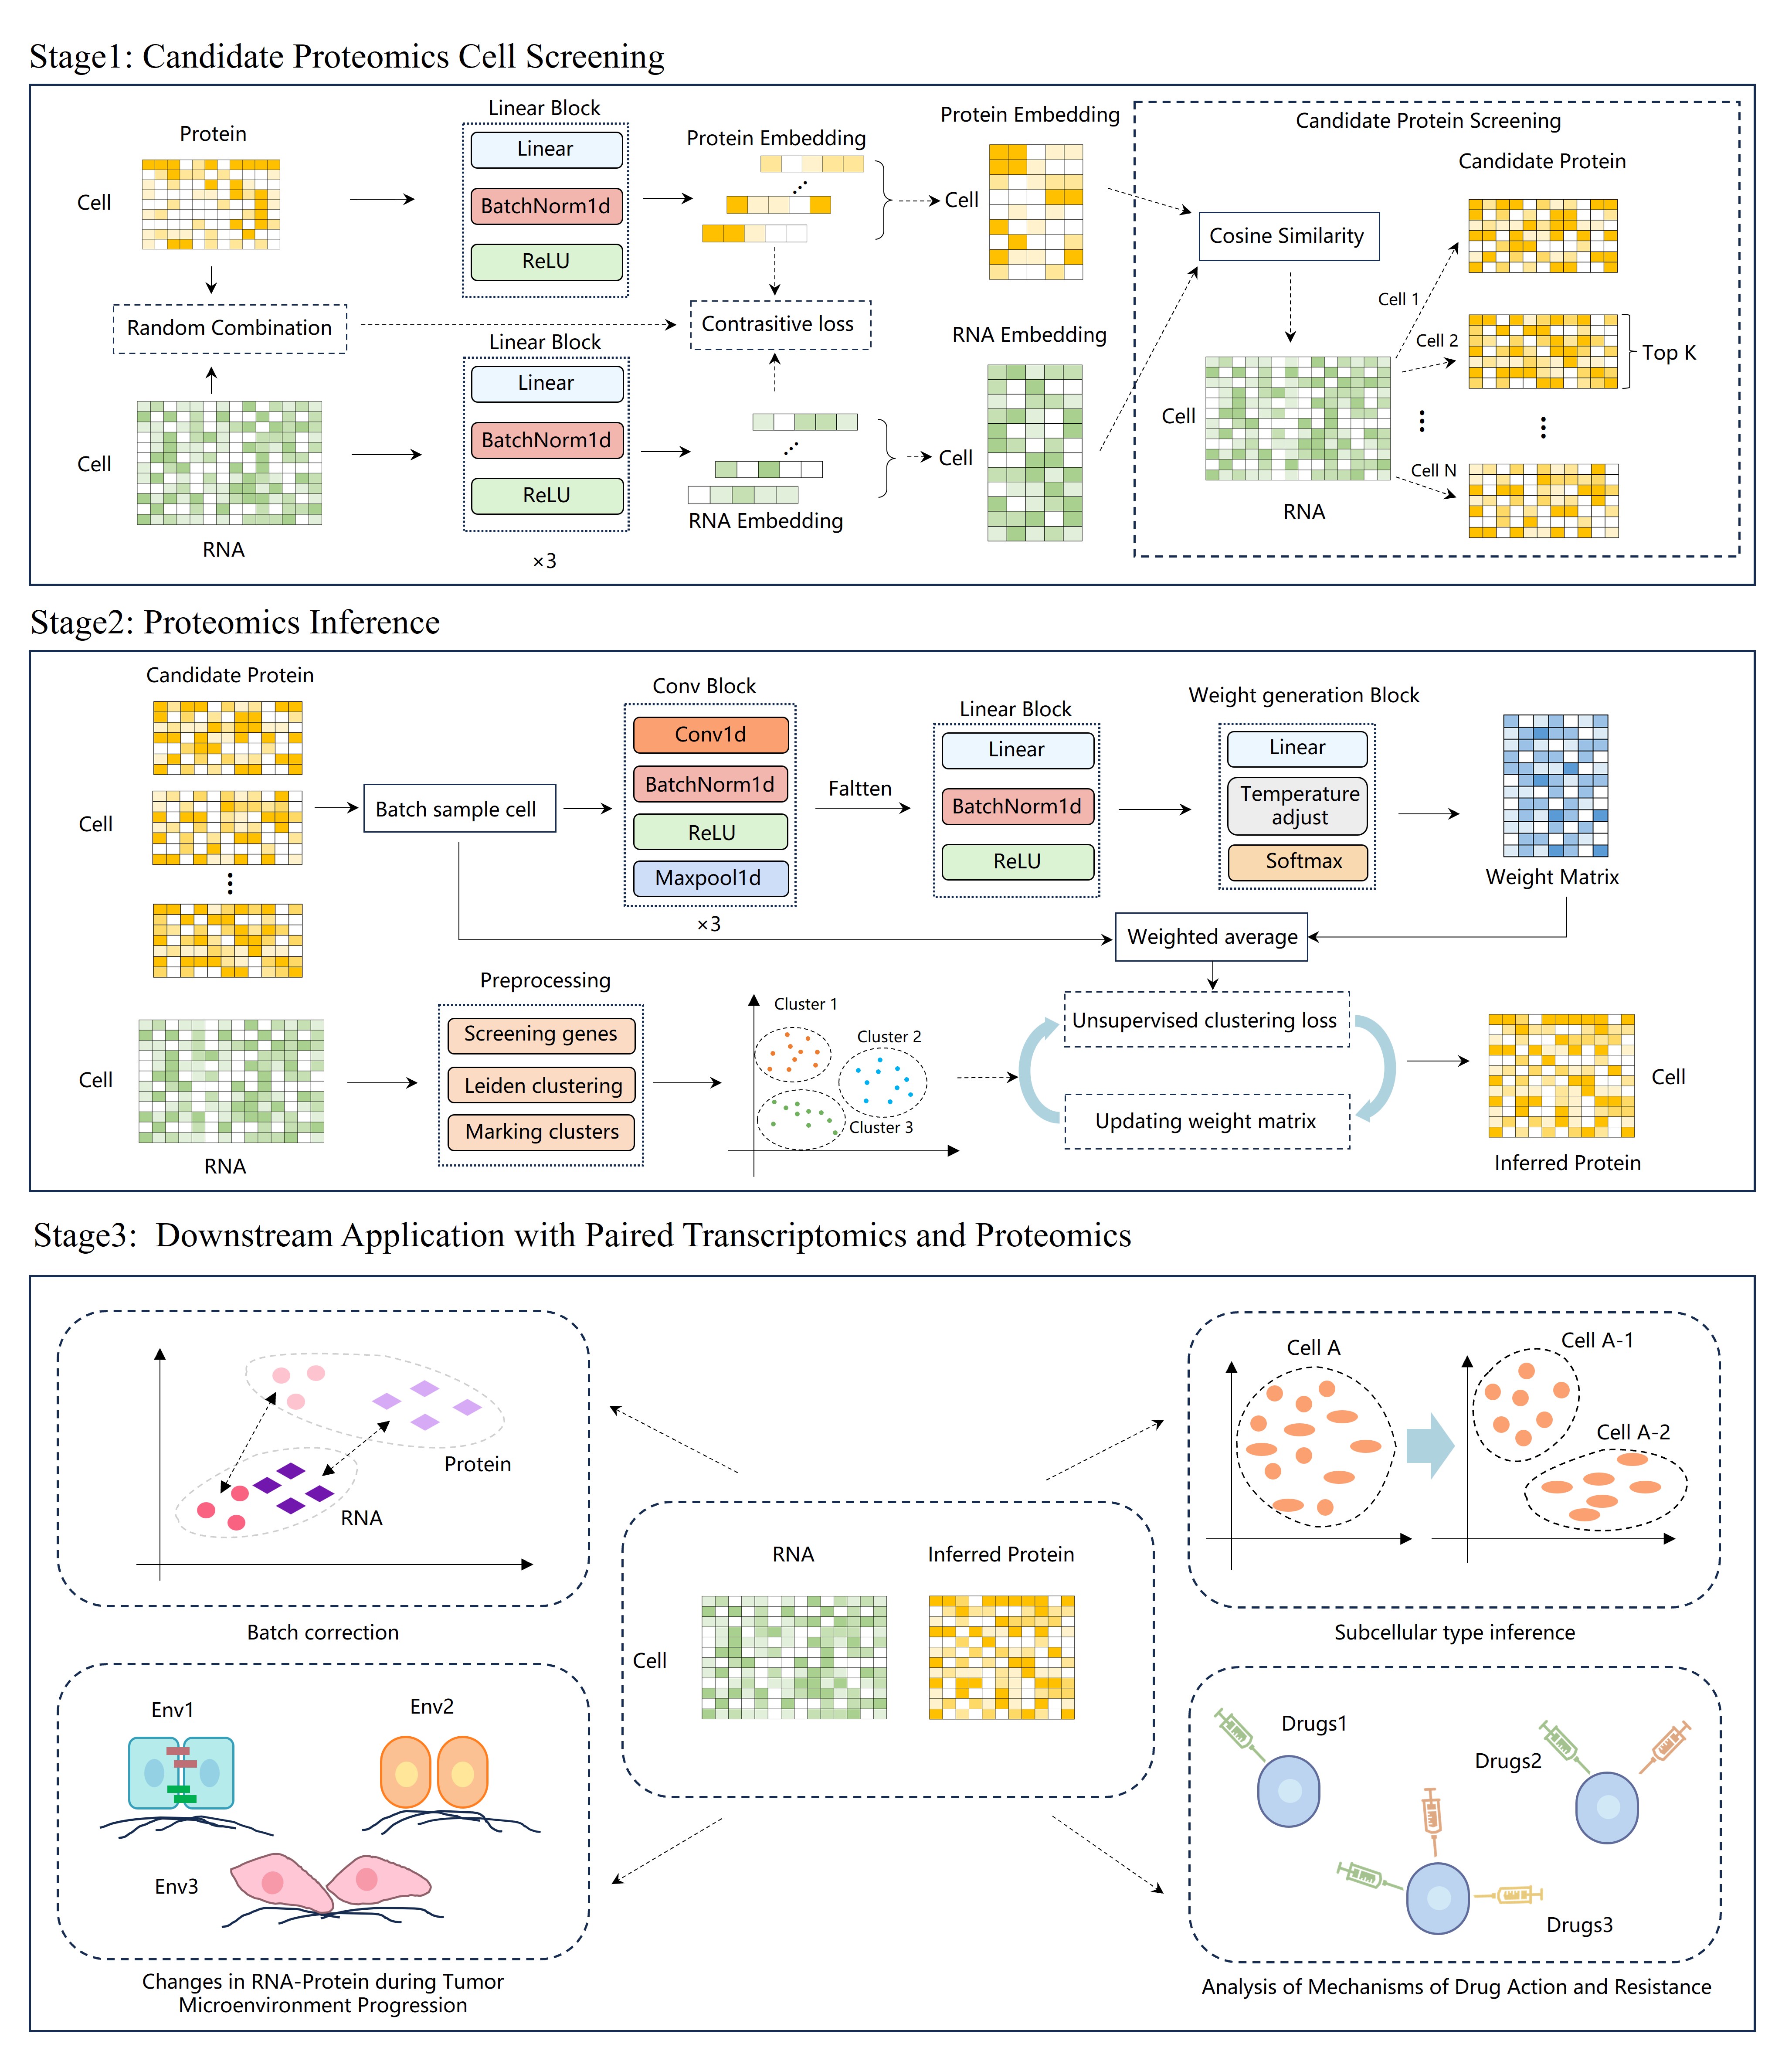 Stage1: Candidate Proteomics Cell Screening
Protein
Cell
Random Combination
Cell
RNA
Linear Block
Linear
BatchNorm1d
ReLU
Linear Block
Linear
BatchNorm1d
ReLU
×3
Protein Embedding
Contrasitive loss
RNA Embedding
Protein Embedding
Cell
RNA Embedding
Cell
Candidate Protein Screening
Candidate Protein
Cosine Similarity
Cell 1
Cell 2
Top K
Cell
Cell N
RNA
Stage2: Proteomics Inference
Candidate Protein
Cell
Batch sample cell
Conv Block
Conv1d
BatchNorm1d
ReLU
Maxpool1d
×3
Faltten
Linear Block
Linear
BatchNorm1d
ReLU
Weight generation Block
Linear
Temperature
adjust
Softmax
Weight Matrix
Weighted average
Cell
RNA
Preprocessing
Screening genes
Leiden clustering
Marking clusters
Cluster 1
Cluster 2
Cluster 3
Unsupervised clustering loss
Updating weight matrix
Cell
Inferred Protein
Stage3: Downstream Application with Paired Transcriptomics and Proteomics
Protein
RNA
Batch correction
Cell A
Cell A-1
Cell A-2
Subcellular type inference
RNA
Inferred Protein
Cell
Env1
Env2
Env3
Changes in RNA-Protein during Tumor
Microenvironment Progression
Drugs1
Drugs2
Drugs3
Analysis of Mechanisms of Drug Action and Resistance